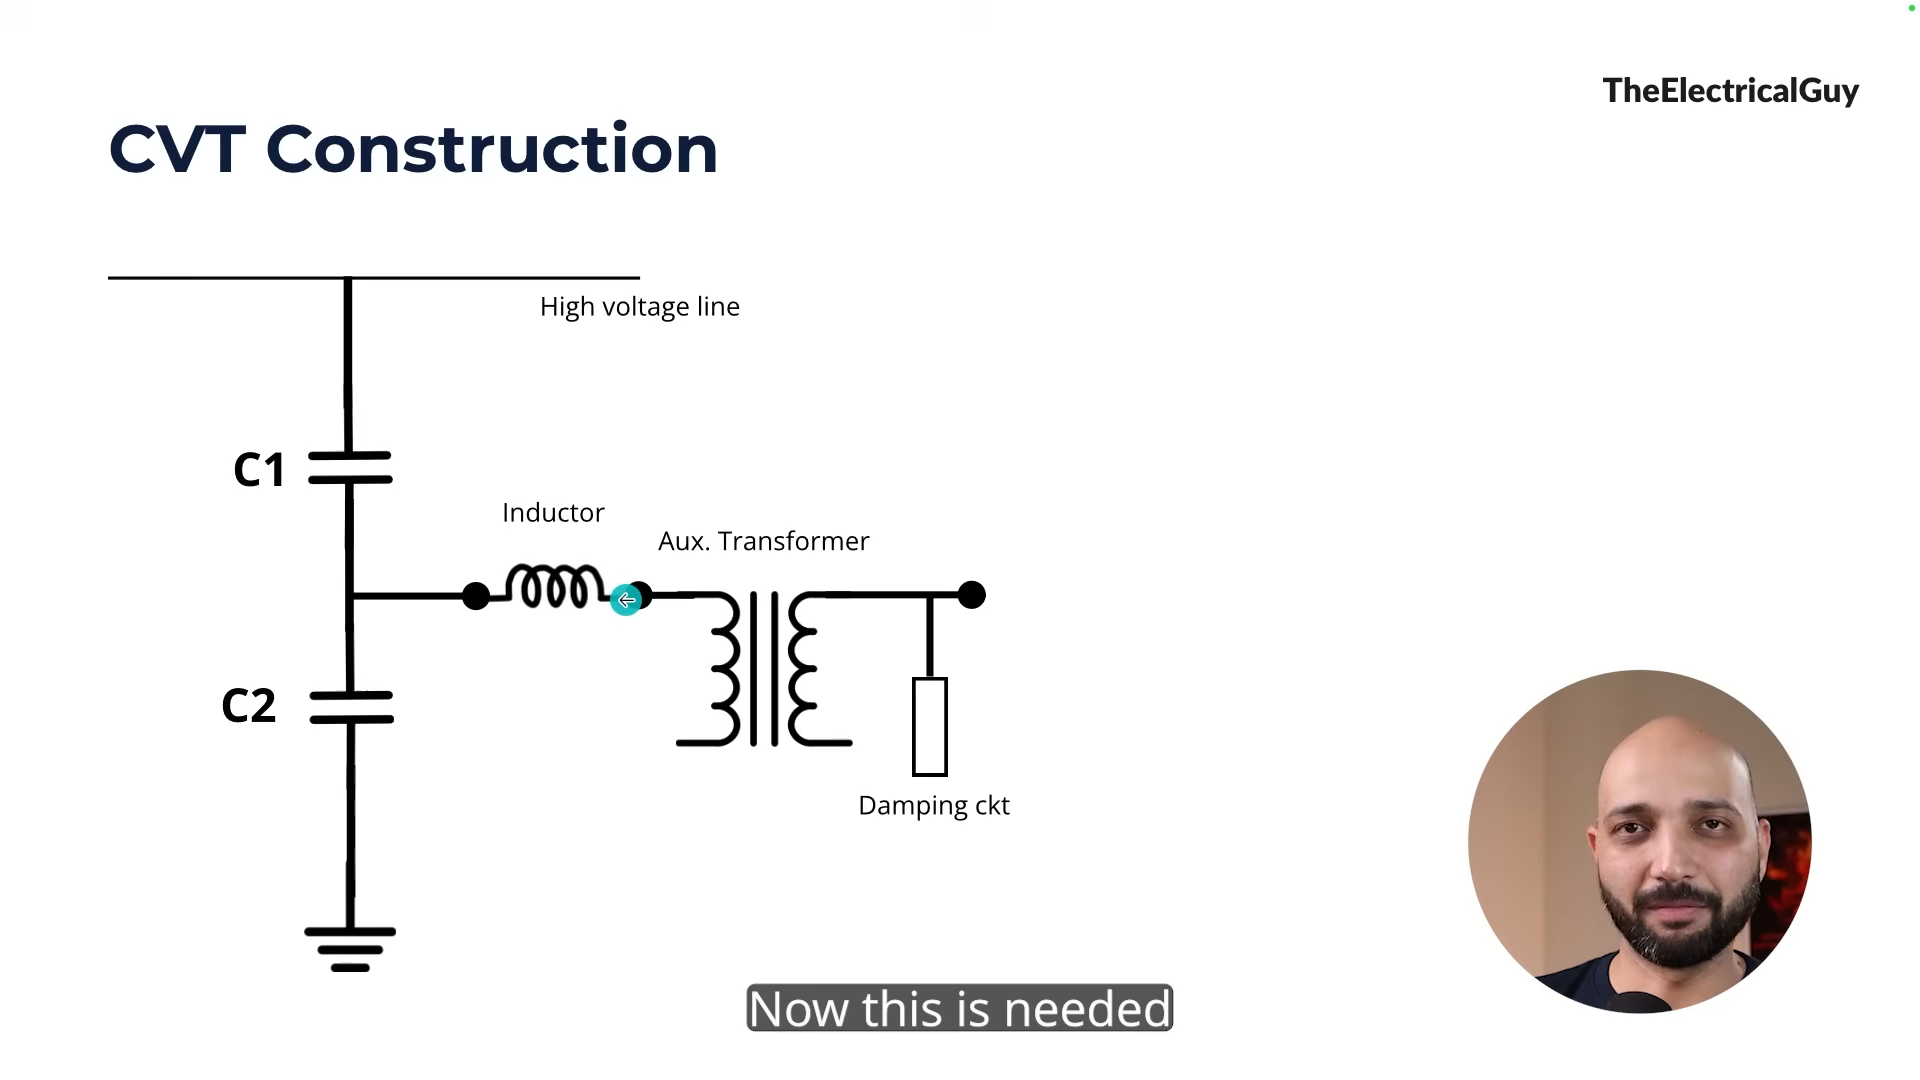 TheElectricalGuy
CVT Construction
High voltage line
C1
Inductor
Aux. Transformer
C2
Damping ckt
Now this is needed